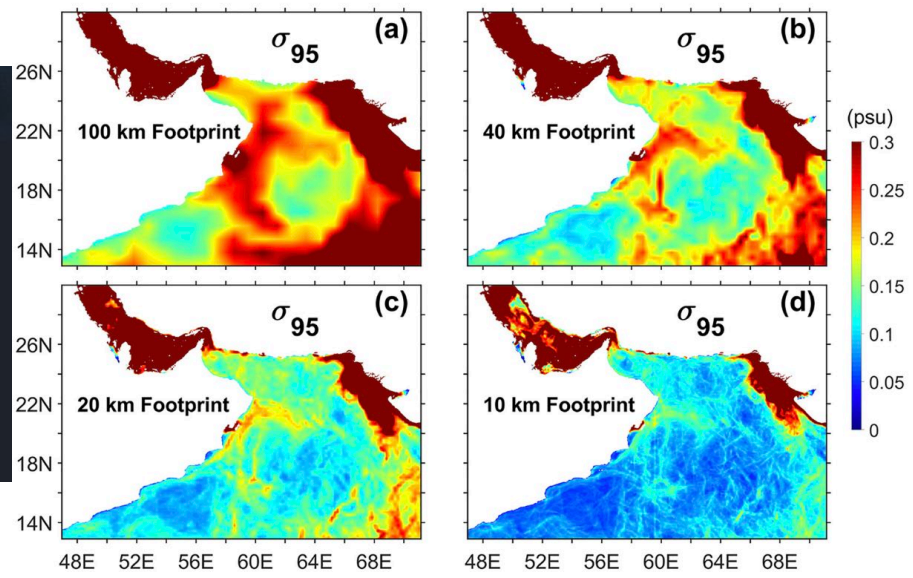 (a)
σ95
100 km Footprint
26N
22N
18N
14N
(b)
σ95
40 km Footprint
(psu)
0.3
0.25
0.2
0.15
0.1
0.05
0
(c)
σ95
20 km Footprint
26N
22N
18N
14N
48E 52E 56E 60E 64E 68E
(d)
σ95
10 km Footprint
48E 52E 56E 60E 64E 68E